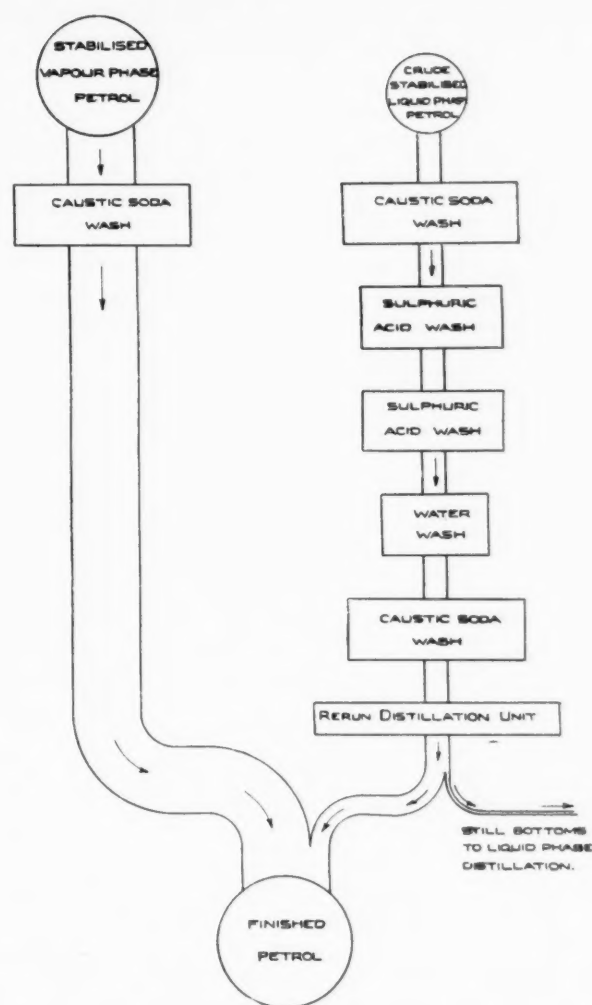 STABILISED
VAPOUR PHASE
PETROL
CAUSTIC SODA
WASH
CRUDE
STABILISED
LIQUID PHASE
PETROL
CAUSTIC SODA
WASH
SULPHURIC
ACID WASH
SULPHURIC
ACID WASH
WATER
WASH
CAUSTIC SODA
WASH
RERUN DISTILLATION UNIT
STILL BOTTOMS
TO LIQUID PHASE
DISTILLATION.
FINISHED
PETROL